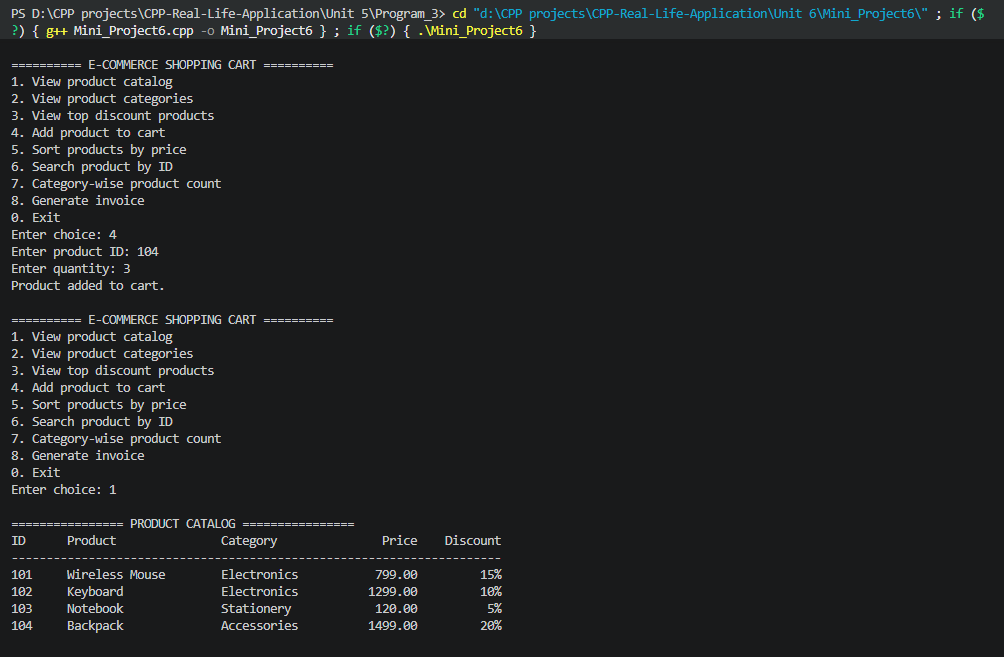 PS D:\CPP projects\CPP-Real-Life-Application\Unit 5\Program_3> cd "d:\CPP projects\CPP-Real-Life-Application\Unit 6\Mini_Project6\" ; if ($
?) { g++ Mini_Project6.cpp -o Mini_Project6 } ; if ($?) { .\Mini_Project6 }
========== E-COMMERCE SHOPPING CART ==========
1. View product catalog
2. View product categories
3. View top discount products
4. Add product to cart
5. Sort products by price
6. Search product by ID
7. Category-wise product count
8. Generate invoice
0. Exit
Enter choice: 4
Enter product ID: 104
Enter quantity: 3
Product added to cart.
========== E-COMMERCE SHOPPING CART ==========
1. View product catalog
2. View product categories
3. View top discount products
4. Add product to cart
5. Sort products by price
6. Search product by ID
7. Category-wise product count
8. Generate invoice
0. Exit
Enter choice: 1
================ PRODUCT CATALOG ================
ID      Product               Category               Price    Discount
----------------------------------------------------------------------
101     Wireless Mouse        Electronics           799.00         15%
102     Keyboard              Electronics          1299.00         10%
103     Notebook              Stationery            120.00          5%
104     Backpack              Accessories          1499.00         20%